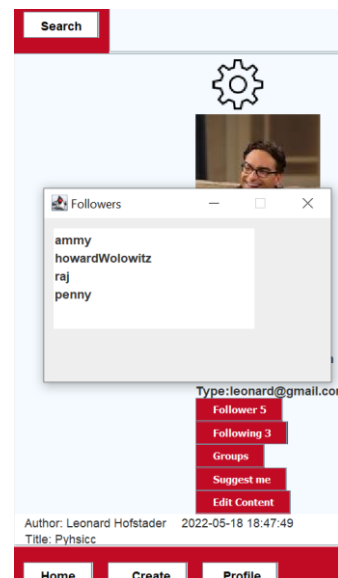 Search
Followers
ammy
howardWolowitz
raj
penny
Type:leonard@gmail.con
Follower 5
Following 3
Groups
Suggest me
Edit Content
Author: Leonard Hofstader 2022-05-18 18:47:49
Title: Pyhsicc
Home Create Profile